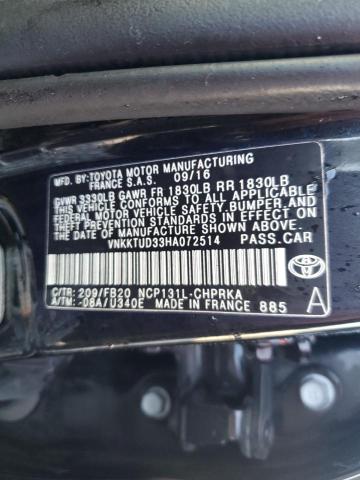 MFD. BY: TOYOTA MOTOR MANUFACTURING
FRANCE S.A.S. 09/16
GVWR 3330LB GAWR FR 1830LB RR 1830LB
THIS VEHICLE CONFORMS TO ALL APPLICABLE
FEDERAL MOTOR VEHICLE SAFETY, BUMPER, AND
THEFT PREVENTION STANDARDS IN EFFECT ON
THE DATE OF MANUFACTURE SHOWN ABOVE.
VNKKTUD33HA072514 PASS.CAR
C/TR: 209/FB20 NCP131L-CHPRKA
A/TM: -08A/U340E MADE IN FRANCE 885
A